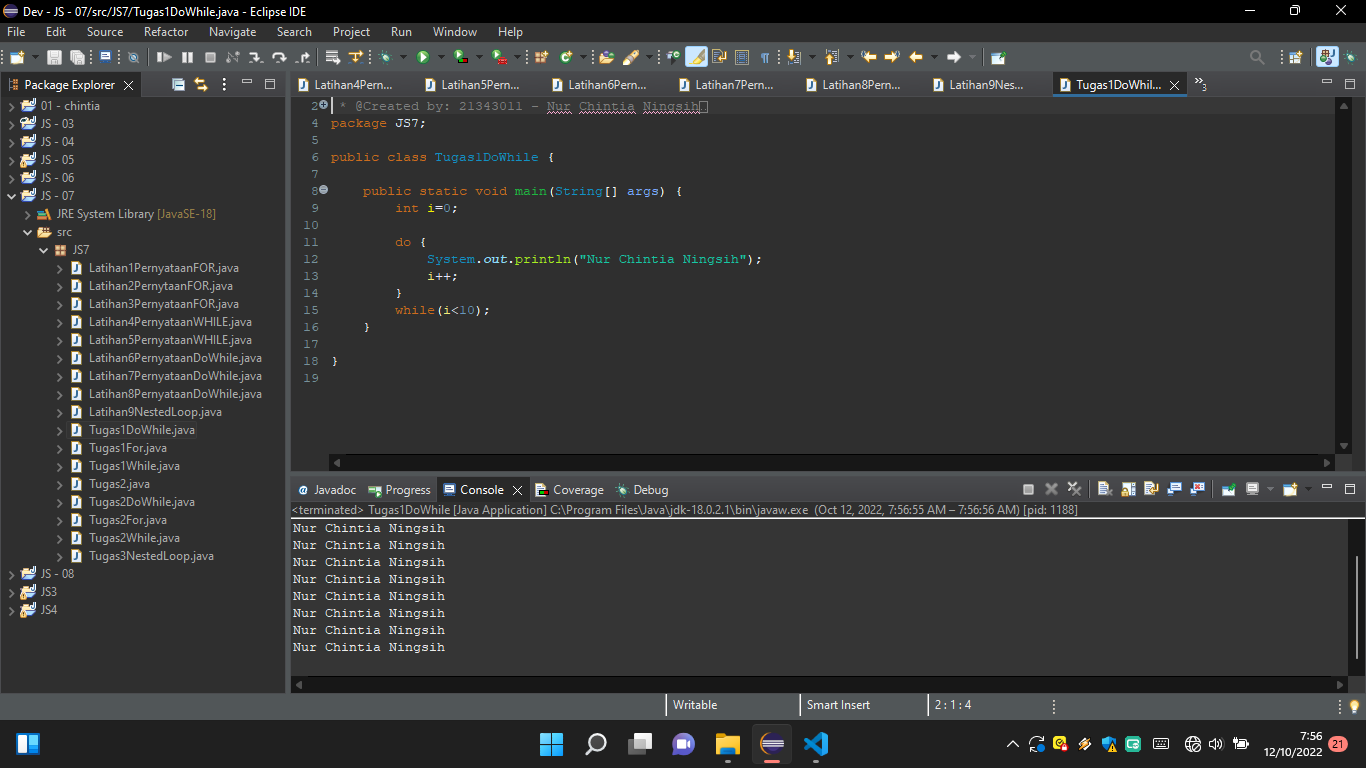 Dev - JS - 07/src/JS7/Tugas1DoWhile.java - Eclipse IDE
File Edit Source Refactor Navigate Search Project Run Window Help
Package Explorer
01 - chintia
JS - 03
JS - 04
JS - 05
JS - 06
JS - 07
JRE System Library [JavaSE-18]
src
JS7
Latihan1PernyataanFOR.java
Latihan2PernytaanFOR.java
Latihan3PernyataanFOR.java
Latihan4PernyataanWHILE.java
Latihan5PernyataanWHILE.java
Latihan6PernyataanDoWhile.java
Latihan7PernyataanDoWhile.java
Latihan8PernyataanDoWhile.java
Latihan9NestedLoop.java
Tugas1DoWhile.java
Tugas1For.java
Tugas1While.java
Tugas2.java
Tugas2DoWhile.java
Tugas2For.java
Tugas2While.java
Tugas3NestedLoop.java
JS - 08
JS3
JS4
Latihan4Pern... Latihan5Pern... Latihan6Pern... Latihan7Pern... Latihan8Pern... Latihan9Nes... Tugas1DoWhil... »3
2 * @Created by: 21343011 - Nur Chintia Ningsih
4 package JS7;
5
6 public class Tugas1DoWhile {
7
8 public static void main(String[] args) {
9 int i=0;
10
11 do {
12 System.out.println("Nur Chintia Ningsih");
13 i++;
14 }
15 while(i<10);
16 }
17
18 }
19
Javadoc Progress Console Coverage Debug
<terminated> Tugas1DoWhile [Java Application] C:\Program Files\Java\jdk-18.0.2.1\bin\javaw.exe (Oct 12, 2022, 7:56:55 AM – 7:56:56 AM) [pid: 1188]
Nur Chintia Ningsih
Nur Chintia Ningsih
Nur Chintia Ningsih
Nur Chintia Ningsih
Nur Chintia Ningsih
Nur Chintia Ningsih
Nur Chintia Ningsih
Nur Chintia Ningsih
Writable Smart Insert 2 : 1 : 4
7:56
12/10/2022 21